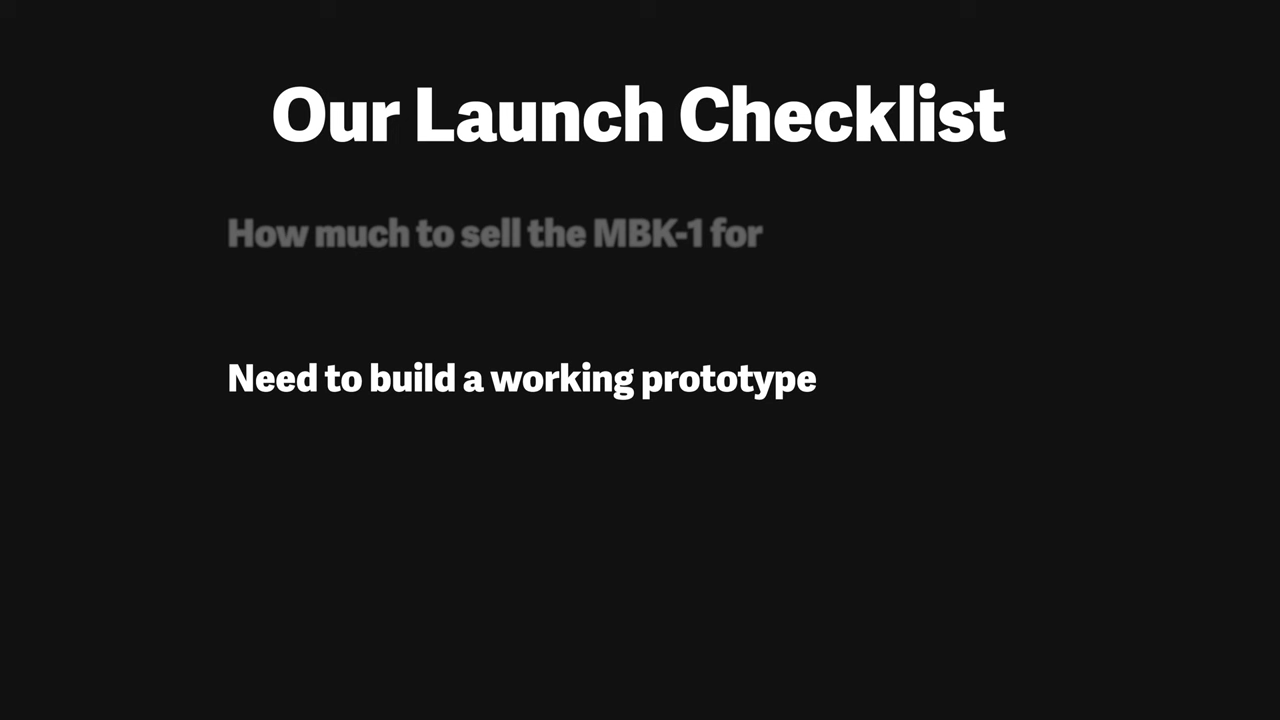 Our Launch Checklist
How much to sell the MBK-1 for
Need to build a working prototype